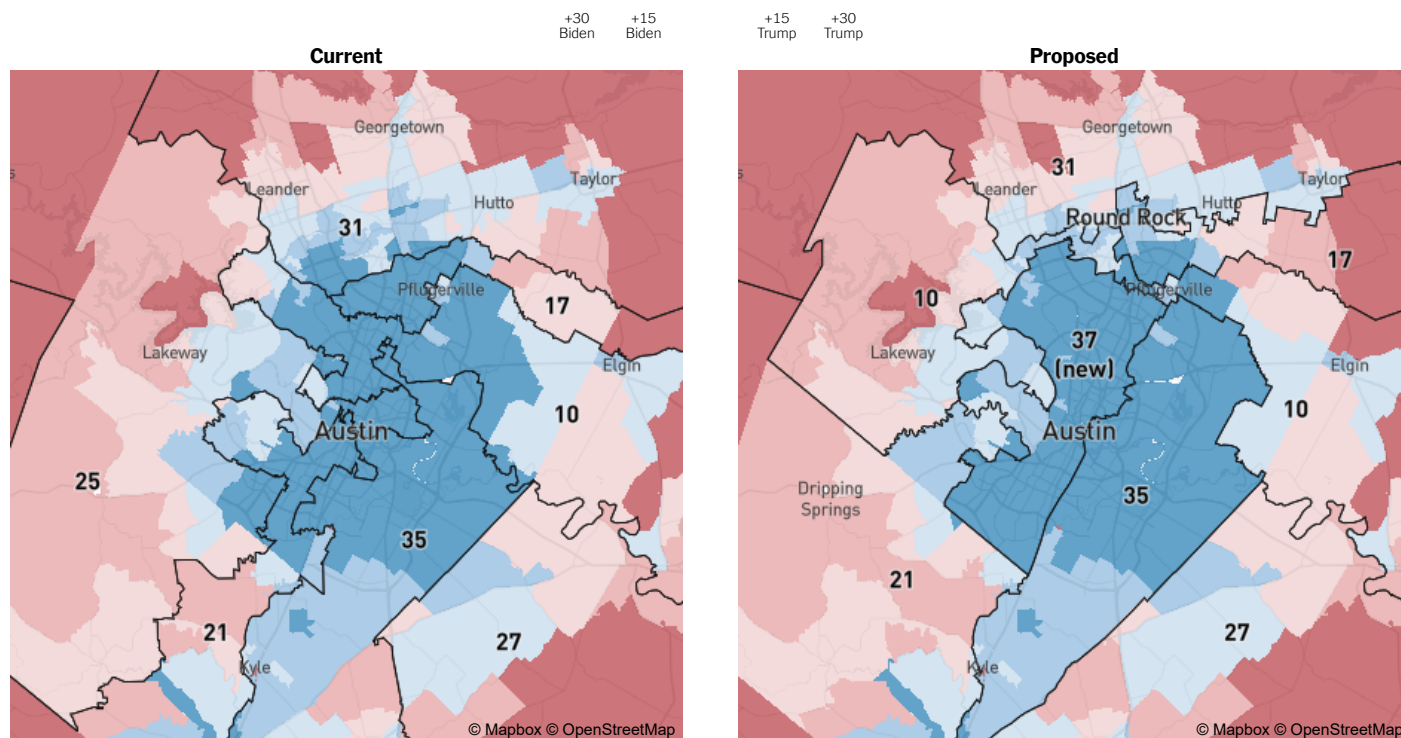 +30 Biden
+15 Biden
+15 Trump
+30 Trump
Current
Georgetown
Leander
Taylor
Hutto
31
Pflugerville
17
Lakeway
Elgin
10
Austin
25
35
21
27
Kyle
© Mapbox © OpenStreetMap
Proposed
Georgetown
31
Leander
Taylor
Hutto
Round Rock
17
Pflugerville
10
37
(new)
Lakeway
Elgin
10
Austin
Dripping
Springs
35
21
27
Kyle
© Mapbox © OpenStreetMap